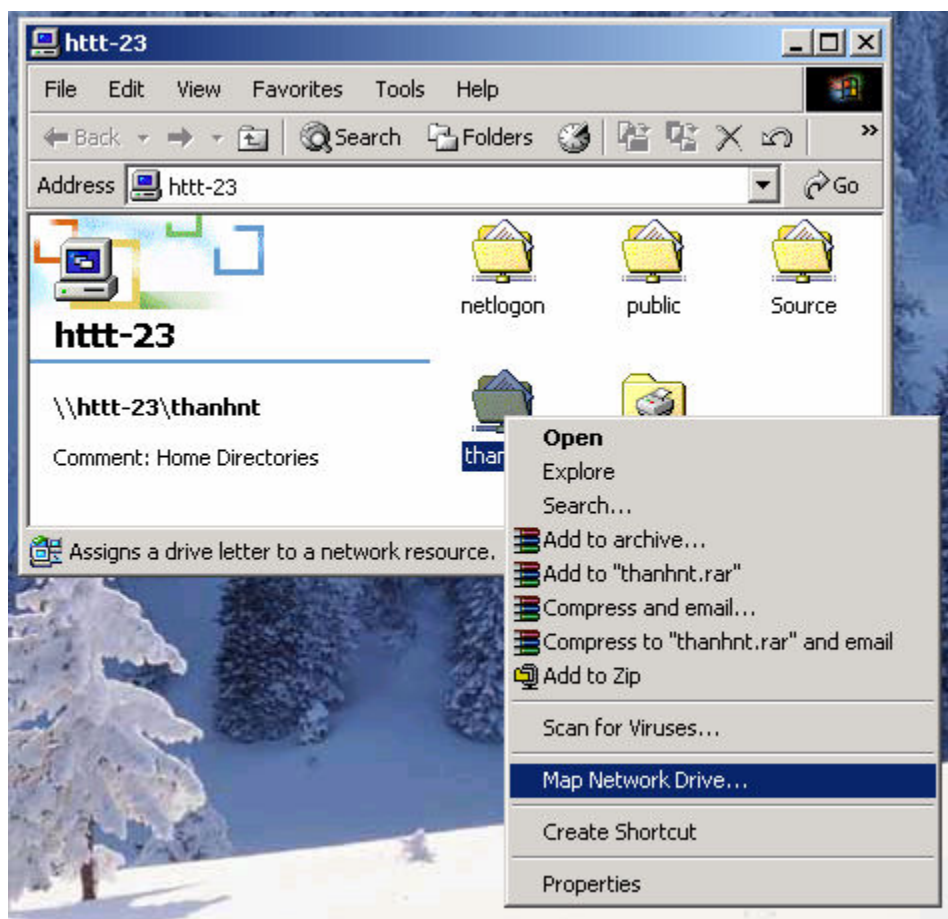 httt-23
File Edit View Favorites Tools Help
Back Search Folders »
Address httt-23 Go
netlogon public Source
httt-23
\\httt-23\thanhnt
Comment: Home Directories
Open
Explore
Search...
Add to archive...
Add to "thanhnt.rar"
Compress and email...
Compress to "thanhnt.rar" and email
Add to Zip
Scan for Viruses...
Map Network Drive...
Create Shortcut
Properties
Assigns a drive letter to a network resource.